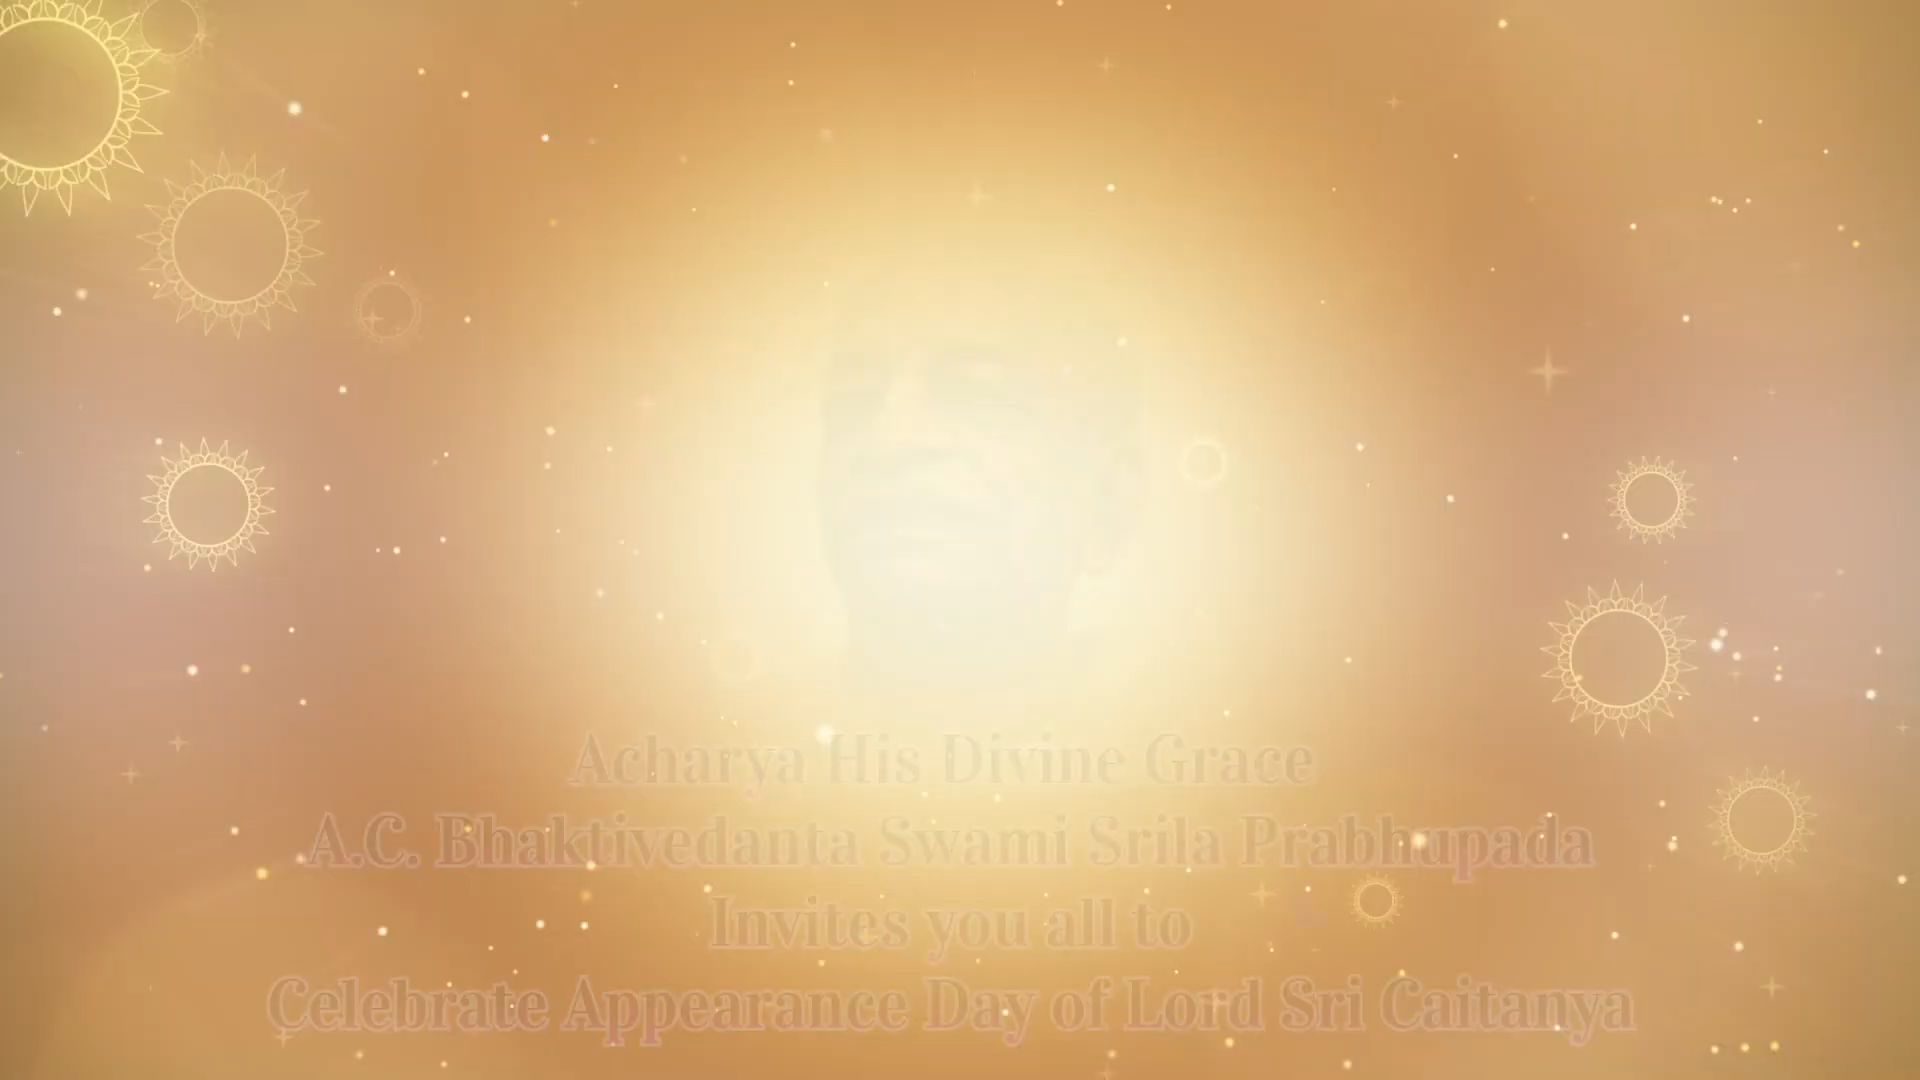 Acharya His Divine Grace
A.C. Bhaktivedanta Swami Srila Prabhupada
Invites you all to
Celebrate Appearance Day of Lord Sri Caitanya